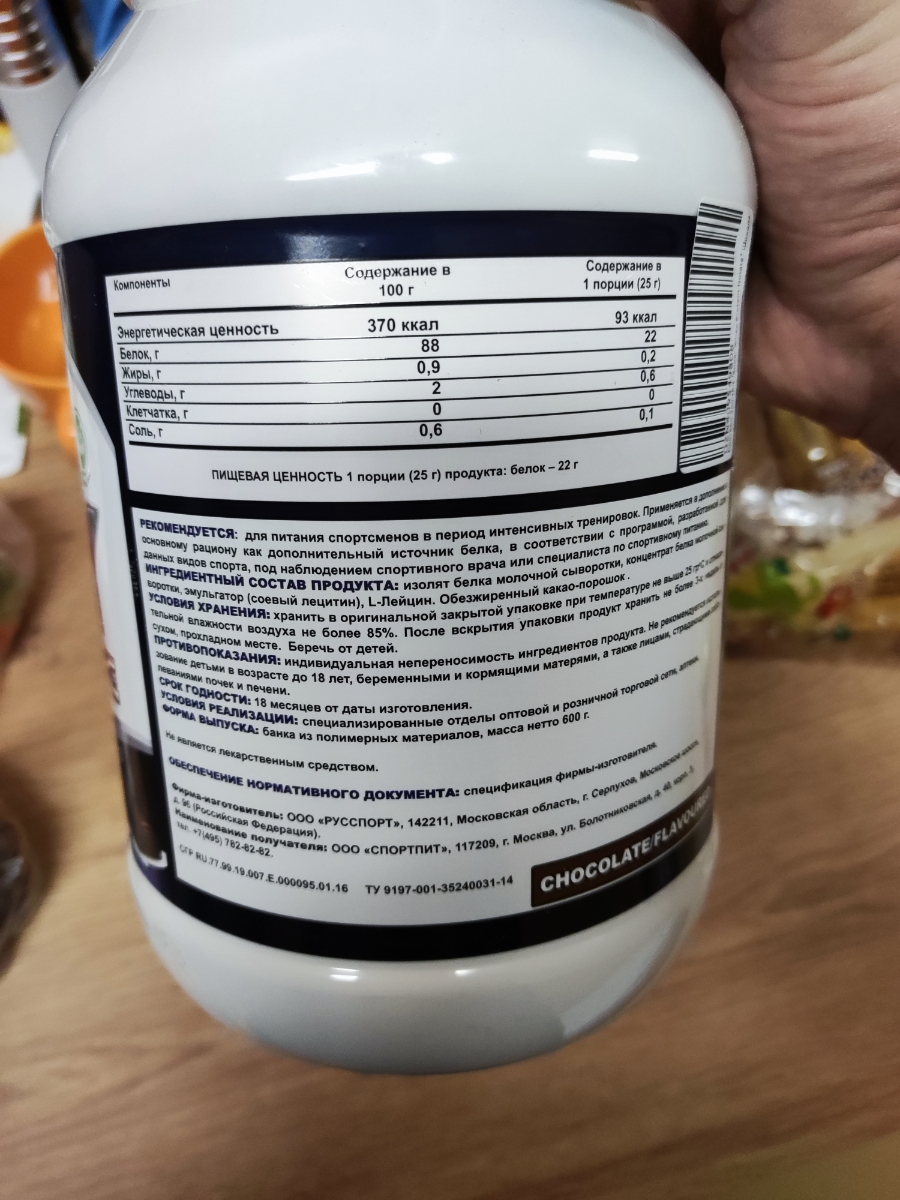 Компоненты Содержание в 100 г Содержание в 1 порции (25 г)
Энергетическая ценность 370 ккал 93 ккал
Белок, г 88 22
Жиры, г 0,9 0,2
Углеводы, г 2 0,6
Клетчатка, г 0 0
Соль, г 0,6 0,1
ПИЩЕВАЯ ЦЕННОСТЬ 1 порции (25 г) продукта: белок – 22 г
РЕКОМЕНДУЕТСЯ: для питания спортсменов в период интенсивных тренировок. Применяется в
основному рациону как дополнительный источник белка, в соответствии с программой, разработанной для
данных видов спорта, под наблюдением спортивного врача или специалиста по спортивному питанию.
ИНГРЕДИЕНТНЫЙ СОСТАВ ПРОДУКТА: изолят белка молочной сыворотки, концентрат белка молочной
воротки, эмульгатор (соевый лецитин), L-Лейцин. Обезжиренный какао-порошок .
УСЛОВИЯ ХРАНЕНИЯ: хранить в оригинальной закрытой упаковке при температуре не выше 25 гр°С
тельной влажности воздуха не более 85%. После вскрытия упаковки продукт хранить не более 3-х
сухом, прохладном месте. Беречь от детей.
ПРОТИВОПОКАЗАНИЯ: индивидуальная непереносимость ингредиентов продукта. Не рекомендуется
зование детьми в возрасте до 18 лет, беременными и кормящими матерями, а также лицами,
леваниями почек и печени.
СРОК ГОДНОСТИ: 18 месяцев от даты изготовления.
УСЛОВИЯ РЕАЛИЗАЦИИ: специализированные отделы оптовой и розничной торговой сети, аптеки.
ФОРМА ВЫПУСКА: банка из полимерных материалов, масса нетто 600 г.
Не является лекарственным средством.
ОБЕСПЕЧЕНИЕ НОРМАТИВНОГО ДОКУМЕНТА: спецификация фирмы-изготовителя.
Фирма-изготовитель: ООО «РУССПОРТ», 142211, Московская область, г. Серпухов, Московское шоссе,
д. 96 (Российская Федерация).
Наименование получателя: ООО «СПОРТПИТ», 117209, г. Москва, ул. Болотниковская, д. 40, корп. 3,
тел. +7(495) 782-82-82.
СГР RU.77.99.19.007.Е.000095.01.16 ТУ 9197-001-35240031-14
CHOCOLATE/FLAVOURED